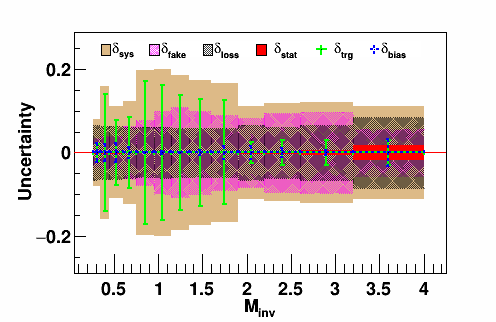 δsys δfake δloss δstat δtrg δbias
Uncertainty
0.2
0
−0.2
0.5 1 1.5 2 2.5 3 3.5 4
Minv